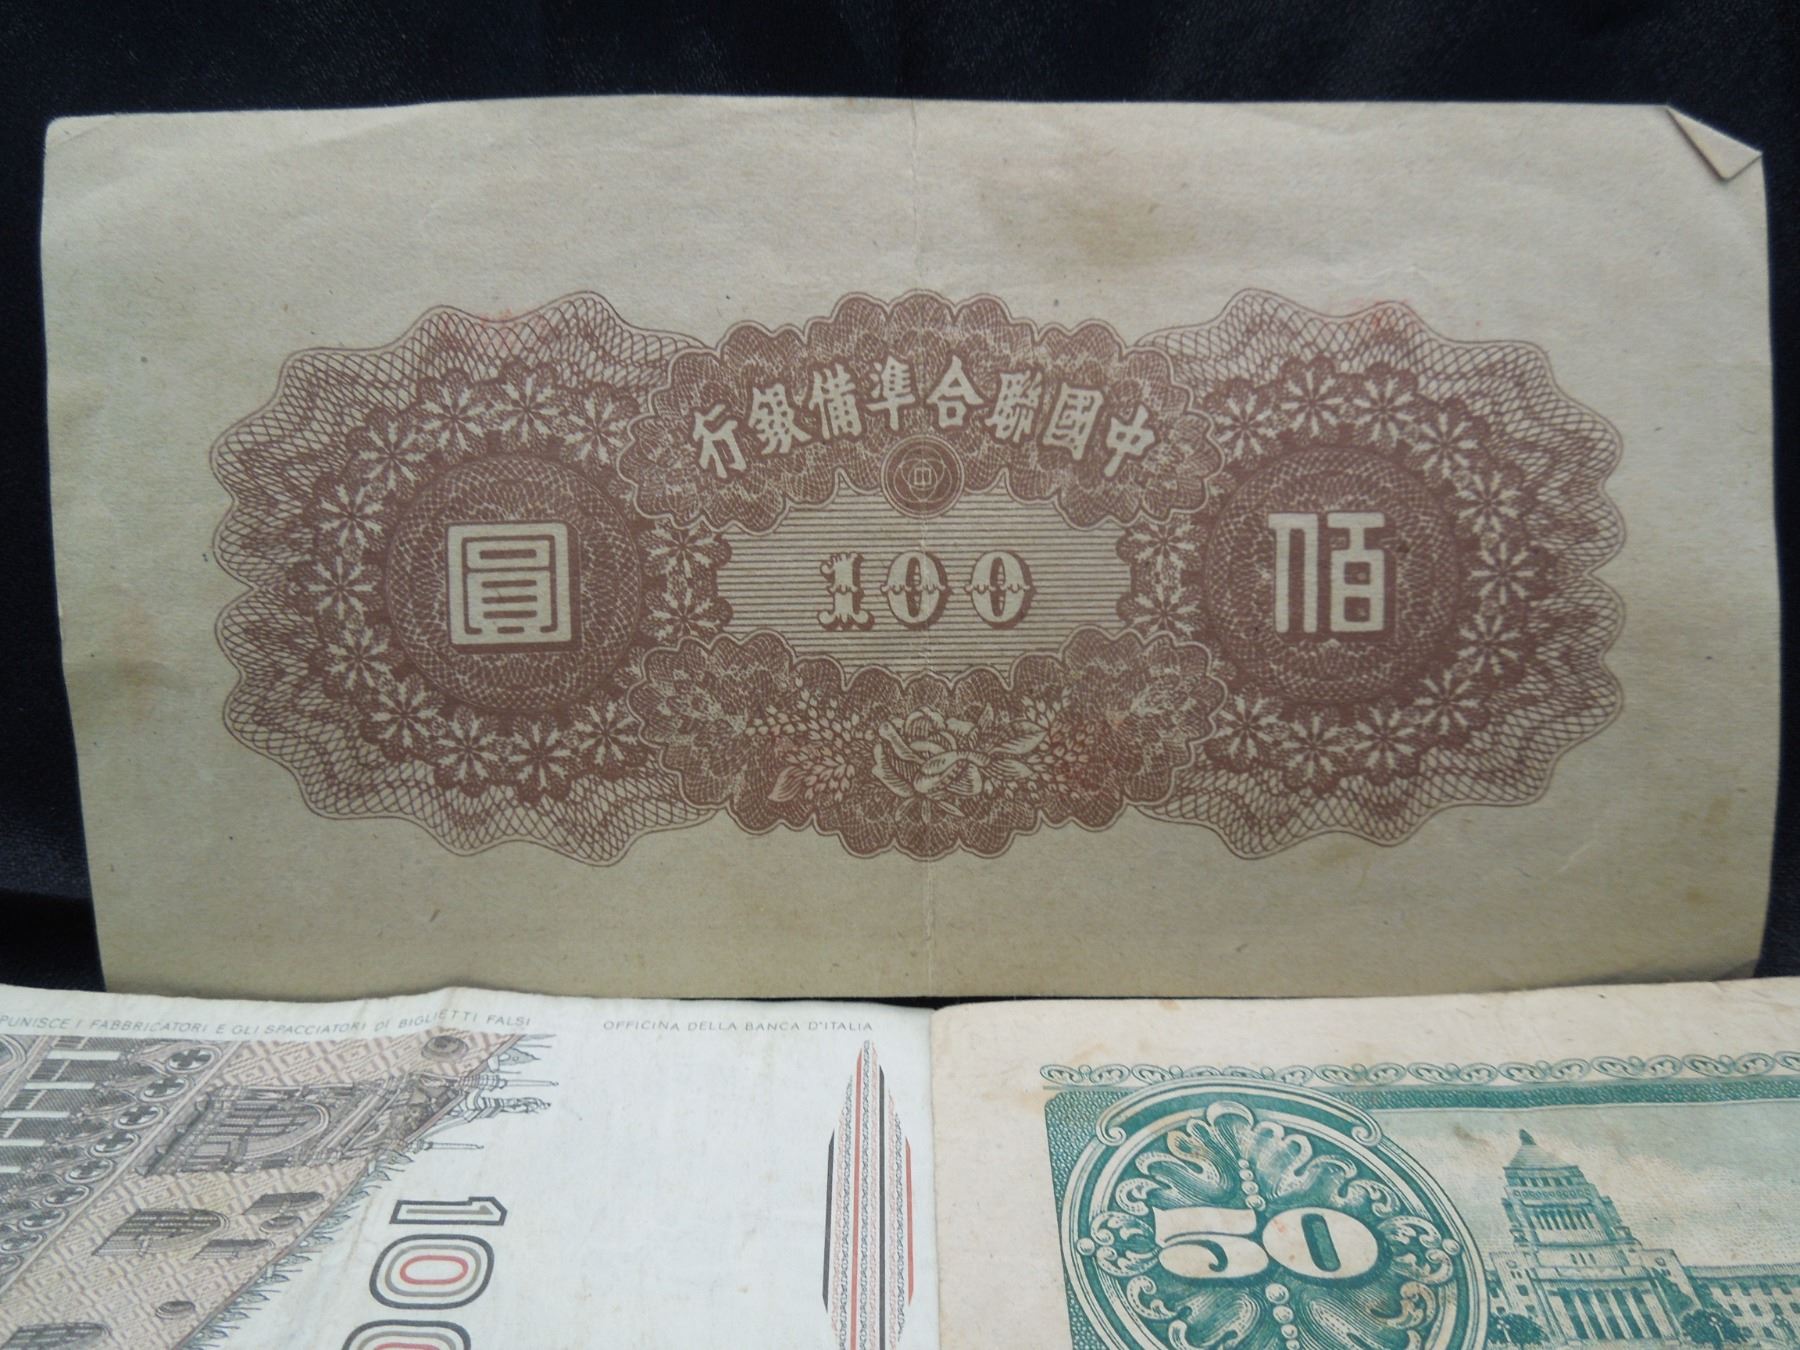 中國聯合準備銀行
佰
100
圓
PUNISCE I FABBRICATORI E GLI SPACCIATORI DI BIGLIETTI FALSI
OFFICINA DELLA BANCA D'ITALIA
100
50